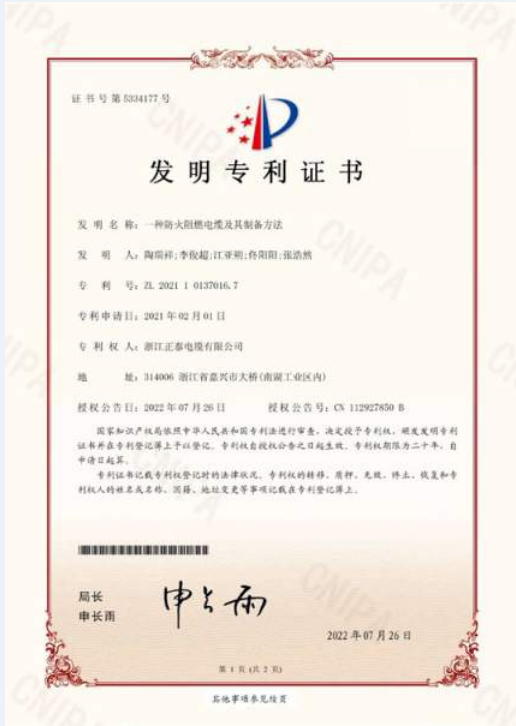 证书号第5334177号
发明专利证书
发明名称：一种防火阻燃电缆及其制备方法
发明人：陶瑞祥;李俊超;江亚朔;佟阳阳;张浩然
专利号：ZL 2021 1 0137016.7
专利申请日：2021年02月01日
专利权人：浙江正泰电缆有限公司
地址：314006 浙江省嘉兴市大桥(南湖工业区内)
授权公告日：2022年07月26日 授权公告号：CN 112927850 B
国家知识产权局依照中华人民共和国专利法进行审查，决定授予专利权，颁发发明专利
证书并在专利登记簿上予以登记。专利权自授权公告之日起生效。专利权期限为二十年，自
申请日起算。
专利证书记载专利权登记时的法律状况。专利权的转移、质押、无效、终止、恢复和专
利权人的姓名或名称、国籍、地址变更等事项记载在专利登记簿上。
局长
申长雨
申长雨
2022年07月26日
第 1 页 (共 2 页)
其他事项参见续页
CNIPA
CNIPA
CNIPA
CNIPA